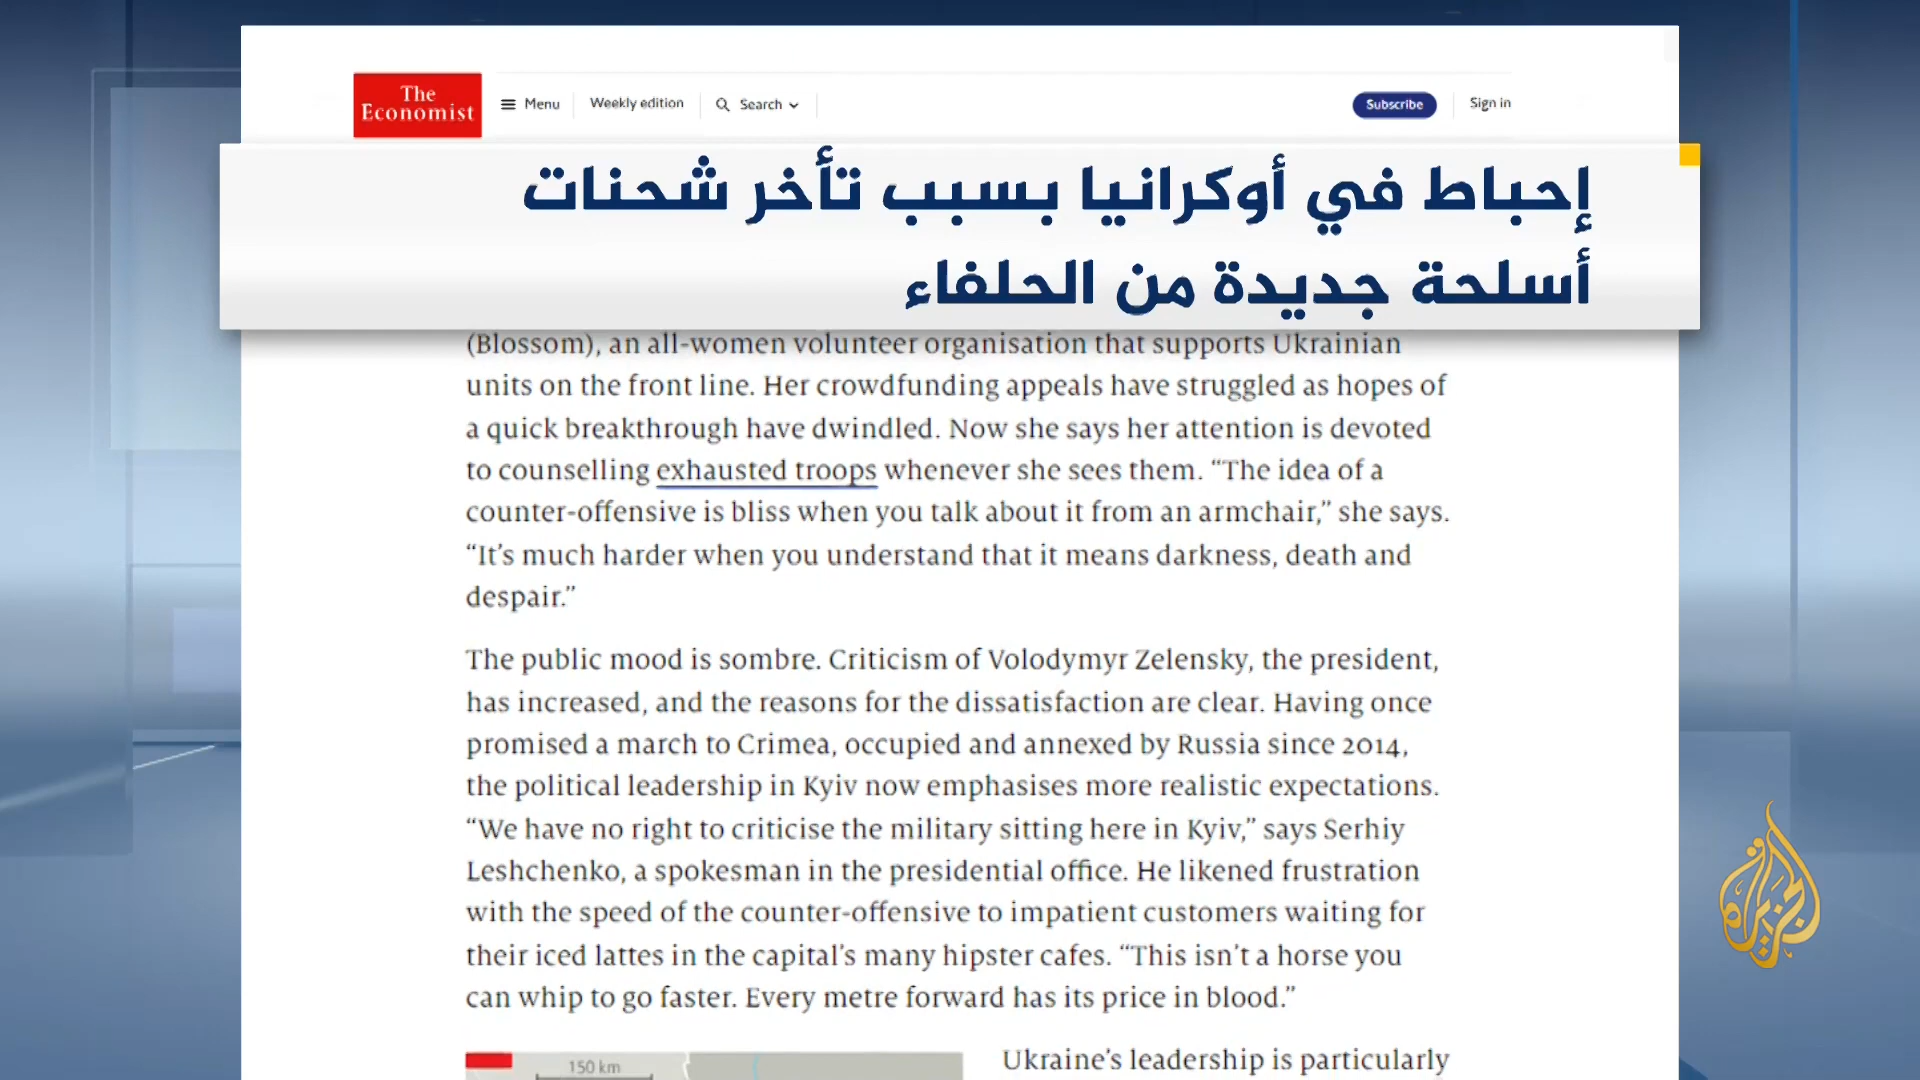 The
Economist
Menu
Weekly edition
Search
Subscribe
Sign in
إحباط في أوكرانيا بسبب تأخر شحنات
أسلحة جديدة من الحلفاء
(Blossom), an all-women volunteer organisation that supports Ukrainian
units on the front line. Her crowdfunding appeals have struggled as hopes of
a quick breakthrough have dwindled. Now she says her attention is devoted
to counselling exhausted troops whenever she sees them. “The idea of a
counter-offensive is bliss when you talk about it from an armchair,” she says.
“It’s much harder when you understand that it means darkness, death and
despair.”
The public mood is sombre. Criticism of Volodymyr Zelensky, the president,
has increased, and the reasons for the dissatisfaction are clear. Having once
promised a march to Crimea, occupied and annexed by Russia since 2014,
the political leadership in Kyiv now emphasises more realistic expectations.
“We have no right to criticise the military sitting here in Kyiv,” says Serhiy
Leshchenko, a spokesman in the presidential office. He likened frustration
with the speed of the counter-offensive to impatient customers waiting for
their iced lattes in the capital’s many hipster cafes. “This isn’t a horse you
can whip to go faster. Every metre forward has its price in blood.”
150 km
Ukraine’s leadership is particularly
الجزيرة